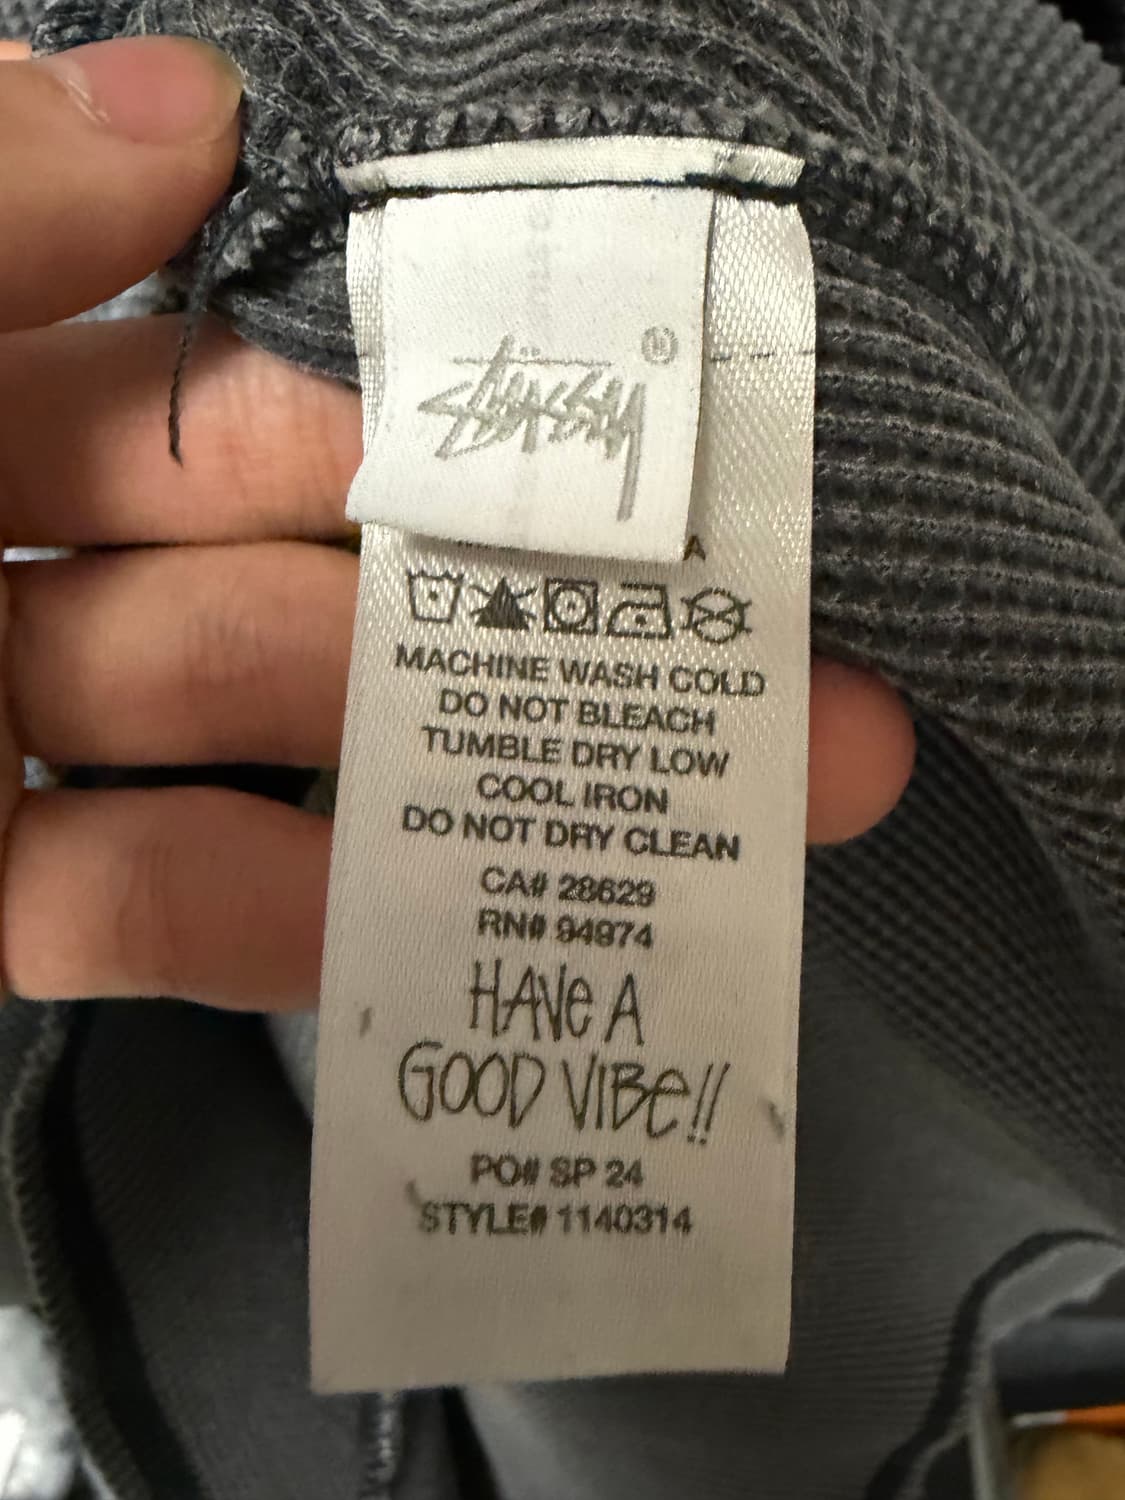 STÜSSY ®
A
MACHINE WASH COLD
DO NOT BLEACH
TUMBLE DRY LOW
COOL IRON
DO NOT DRY CLEAN
CA# 28629
RN# 94974
HAVe A
GOOD VIBe!!
PO# SP 24
STYLE# 1140314